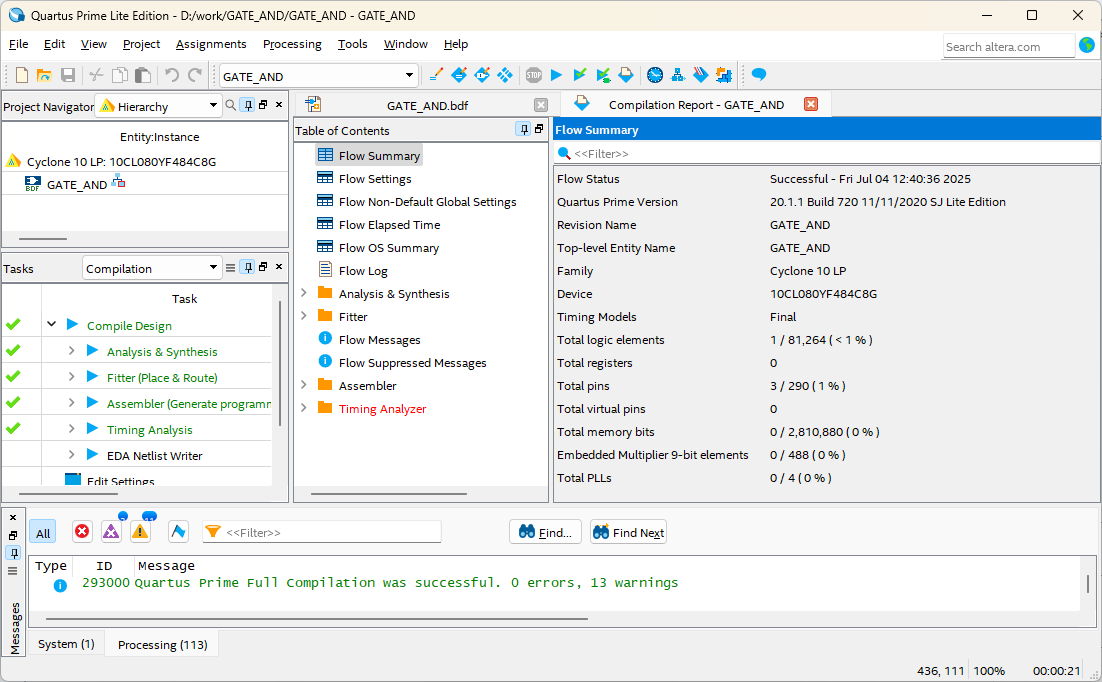 Quartus Prime Lite Edition - D:/work/GATE_AND/GATE_AND - GATE_AND
File Edit View Project Assignments Processing Tools Window Help
Search altera.com
GATE_AND
STOP
Project Navigator Hierarchy
Entity:Instance
Cyclone 10 LP: 10CL080YF484C8G
BDF GATE_AND
Tasks Compilation
Task
Compile Design
Analysis & Synthesis
Fitter (Place & Route)
Assembler (Generate programm
Timing Analysis
EDA Netlist Writer
Edit Settings
GATE_AND.bdf
Compilation Report - GATE_AND
Table of Contents
Flow Summary
Flow Settings
Flow Non-Default Global Settings
Flow Elapsed Time
Flow OS Summary
Flow Log
Analysis & Synthesis
Fitter
Flow Messages
Flow Suppressed Messages
Assembler
Timing Analyzer
Flow Summary
<<Filter>>
Flow Status Successful - Fri Jul 04 12:40:36 2025
Quartus Prime Version 20.1.1 Build 720 11/11/2020 SJ Lite Edition
Revision Name GATE_AND
Top-level Entity Name GATE_AND
Family Cyclone 10 LP
Device 10CL080YF484C8G
Timing Models Final
Total logic elements 1 / 81,264 ( < 1 % )
Total registers 0
Total pins 3 / 290 ( 1 % )
Total virtual pins 0
Total memory bits 0 / 2,810,880 ( 0 % )
Embedded Multiplier 9-bit elements 0 / 488 ( 0 % )
Total PLLs 0 / 4 ( 0 % )
All <<Filter>> Find... Find Next
Type ID Message
293000 Quartus Prime Full Compilation was successful. 0 errors, 13 warnings
Messages
System (1) Processing (113)
436, 111 100% 00:00:21